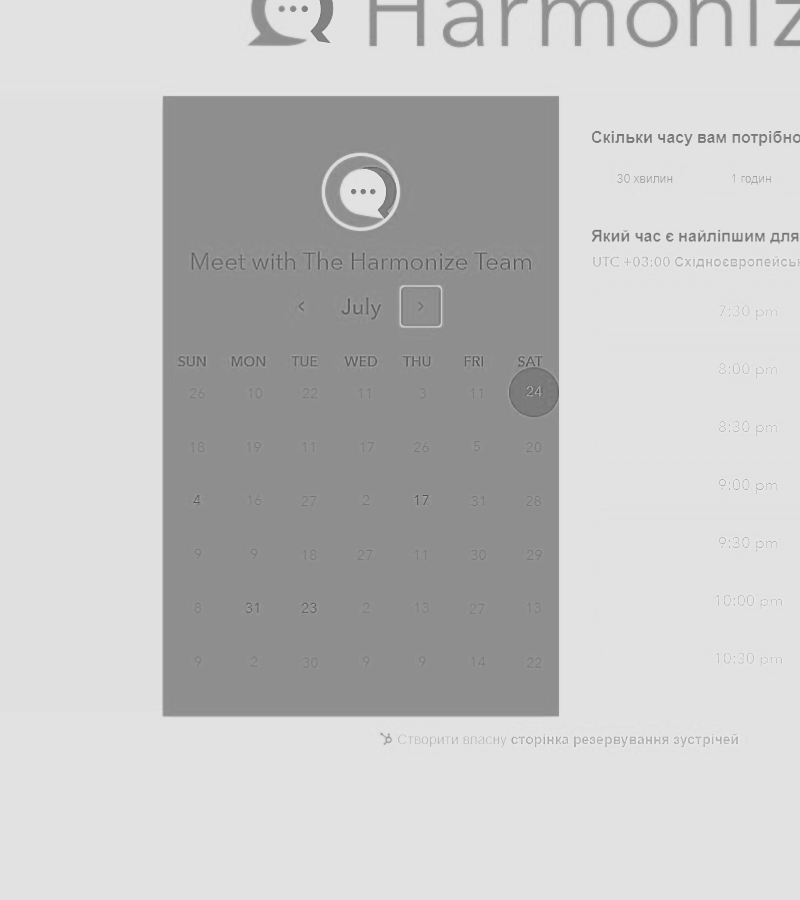 Harmoniz
Meet with The Harmonize Team
July
SUN MON TUE WED THU FRI SAT
26 10 22 11 3 11 24
18 19 11 17 26 5 20
4 16 27 2 17 31 28
9 9 18 27 11 30 29
8 31 23 2 13 27 13
9 2 30 9 9 14 22
Скільки часу вам потрібно
30 хвилин 1 годин
Який час є найліпшим для
UTC +03:00 Східноєвропейськ
7:30 pm
8:00 pm
8:30 pm
9:00 pm
9:30 pm
10:00 pm
10:30 pm
Створити власну сторінка резервування зустрічей